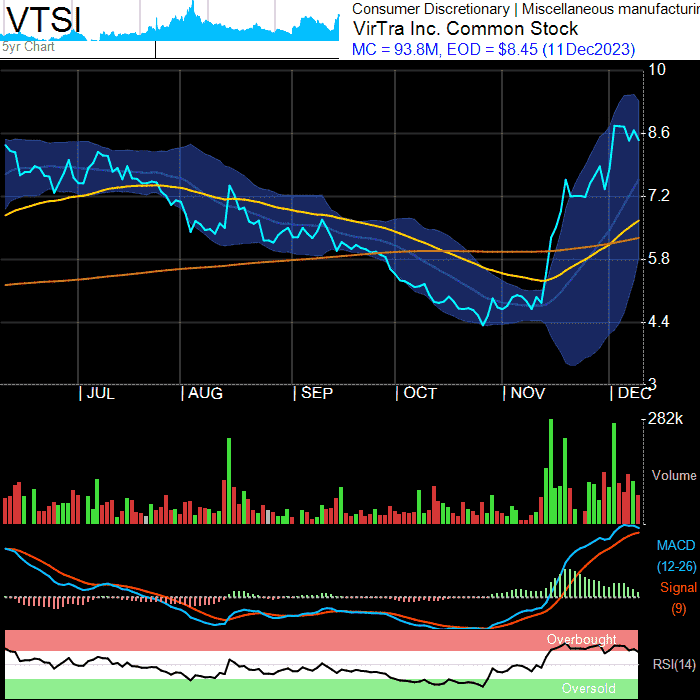 VTSI
5yr Chart
Consumer Discretionary | Miscellaneous manufacturin
VirTra Inc. Common Stock
MC = 93.8M, EOD = $8.45 (11Dec2023)
10
8.6
7.2
5.8
4.4
3
| JUL | AUG | SEP | OCT | NOV | DEC
282k
Volume
MACD
(12-26)
Signal
(9)
Overbought
RSI(14)
Oversold